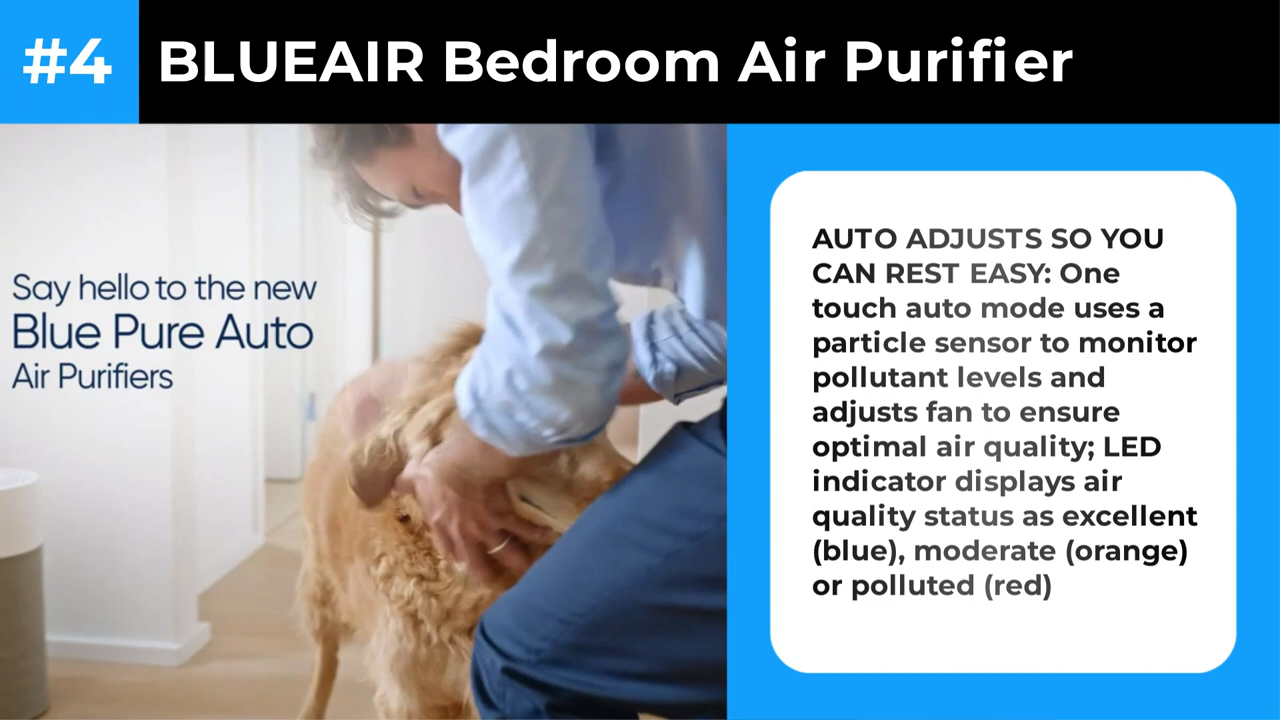 #4 BLUEAIR Bedroom Air Purifier
Say hello to the new
Blue Pure Auto
Air Purifiers
AUTO ADJUSTS SO YOU
CAN REST EASY: One
touch auto mode uses a
particle sensor to monitor
pollutant levels and
adjusts fan to ensure
optimal air quality; LED
indicator displays air
quality status as excellent
(blue), moderate (orange)
or polluted (red)